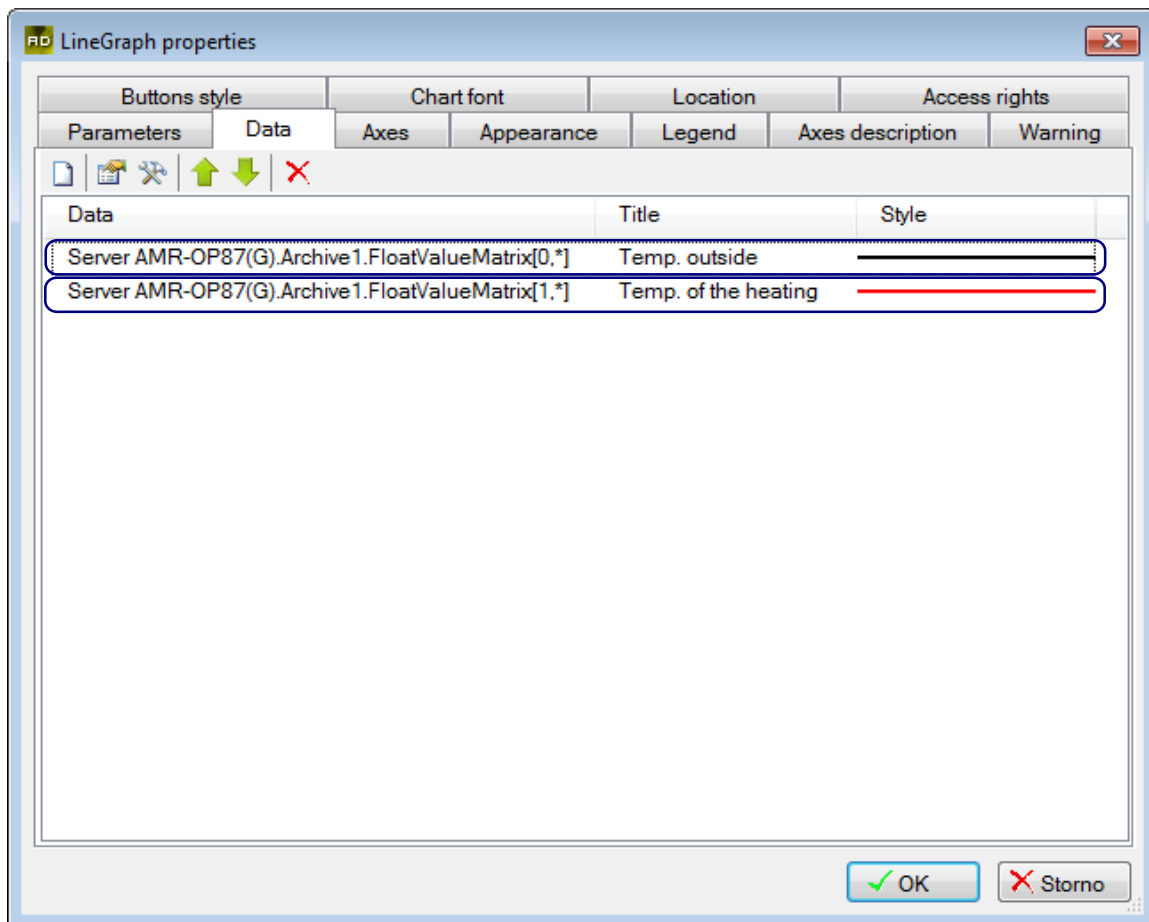 AD LineGraph properties
Buttons style Chart font Location Access rights
Parameters Data Axes Appearance Legend Axes description Warning
Data Title Style
Server AMR-OP87(G).Archive1.FloatValueMatrix[0,*] Temp. outside
Server AMR-OP87(G).Archive1.FloatValueMatrix[1,*] Temp. of the heating
OK Storno